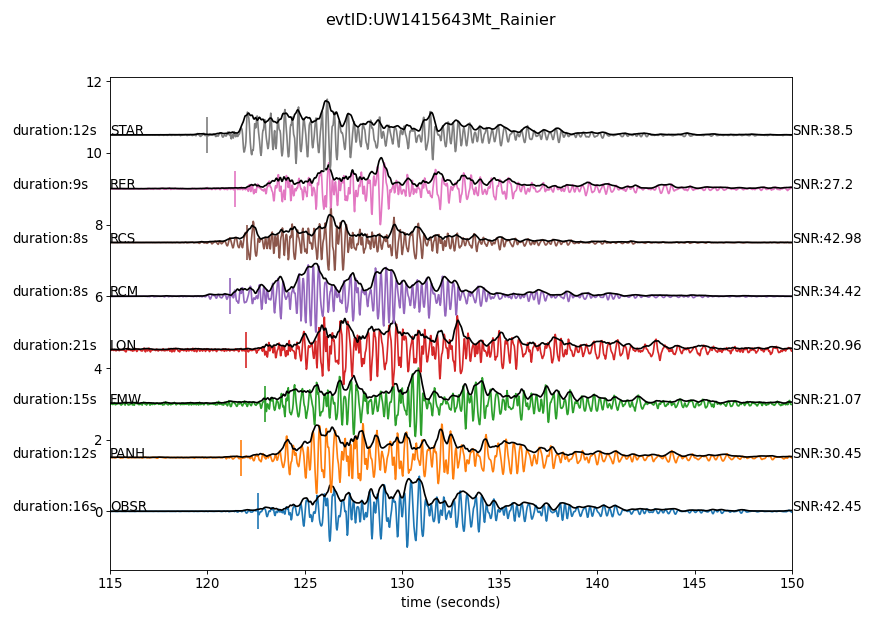 evtID:UW1415643Mt_Rainier
12
duration:12s STAR SNR:38.5
10
duration:9s RER SNR:27.2
8
duration:8s RCS SNR:42.98
duration:8s RCM SNR:34.42
6
duration:21s LON SNR:20.96
4
duration:15s FMW SNR:21.07
2
duration:12s PANH SNR:30.45
duration:16s OBSR SNR:42.45
0
115 120 125 130 135 140 145 150
time (seconds)